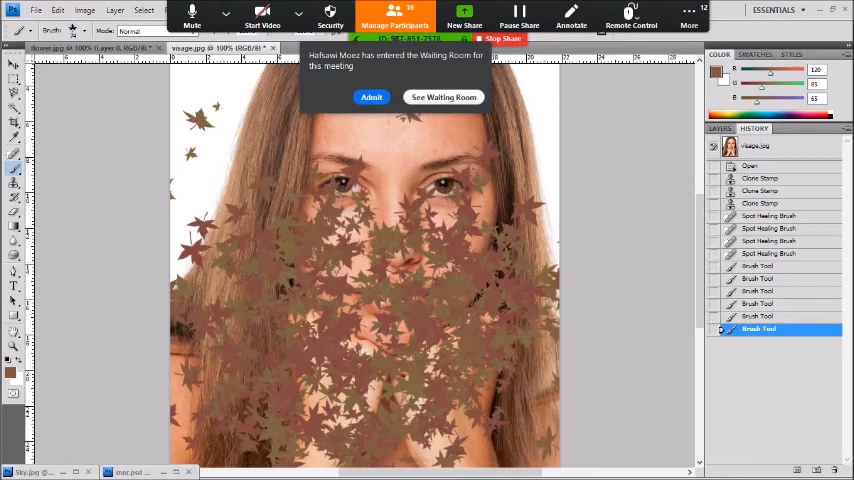 File Edit Image Layer Select
Mute Start Video Security Manage Participants 18 New Share Pause Share Annotate Remote Control More 12
ESSENTIALS
Brush: 74 Mode: Normal
Stop Share
flower.jpg @ 100% (Layer 0, RGB/8) * visage.jpg @ 100% (RGB/8) *
Hafsawi Moez has entered the Waiting Room for
this meeting
Admit See Waiting Room
COLOR SWATCHES STYLES
R 120
G 85
B 65
LAYERS HISTORY
visage.jpg
Open
Clone Stamp
Clone Stamp
Clone Stamp
Spot Healing Brush
Spot Healing Brush
Spot Healing Brush
Spot Healing Brush
Brush Tool
Brush Tool
Brush Tool
Brush Tool
Brush Tool
Brush Tool
Sky.jpg @ ... mer.psd ...